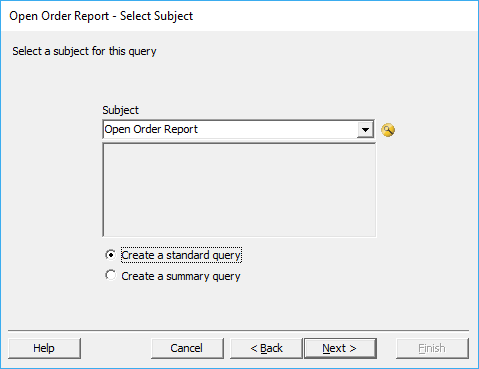 Open Order Report - Select Subject
Select a subject for this query
Subject
Open Order Report
Create a standard query
Create a summary query
Help Cancel < Back Next > Finish